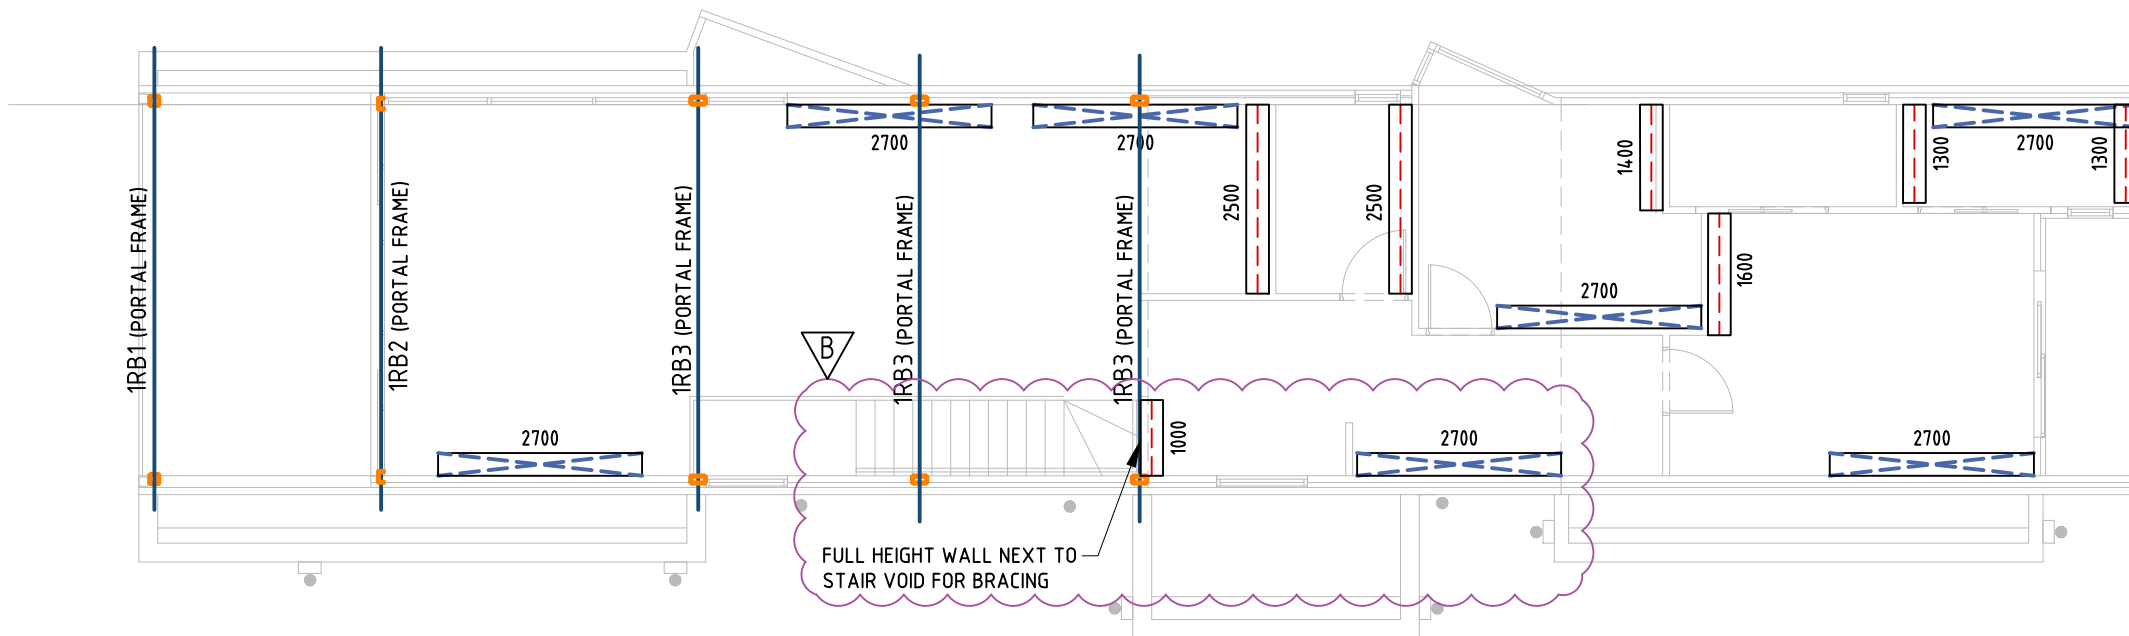 2700
2700
2700
1400
1300
1300
2500
2500
1RB1 (PORTAL FRAME)
1RB2 (PORTAL FRAME)
1RB3 (PORTAL FRAME)
1RB3 (PORTAL FRAME)
1RB3 (PORTAL FRAME)
1600
2700
B
2700
1000
2700
2700
FULL HEIGHT WALL NEXT TO
STAIR VOID FOR BRACING